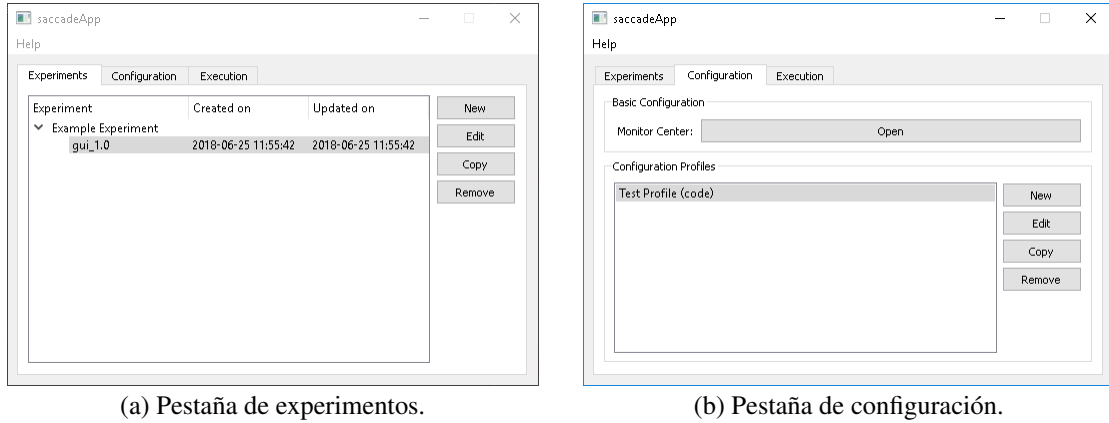 saccadeApp
Help
Experiments Configuration Execution
Experiment Created on Updated on
Example Experiment
gui_1.0 2018-06-25 11:55:42 2018-06-25 11:55:42
New
Edit
Copy
Remove
(a) Pestaña de experimentos.
saccadeApp
Help
Experiments Configuration Execution
Basic Configuration
Monitor Center: Open
Configuration Profiles
Test Profile (code)
New
Edit
Copy
Remove
(b) Pestaña de configuración.